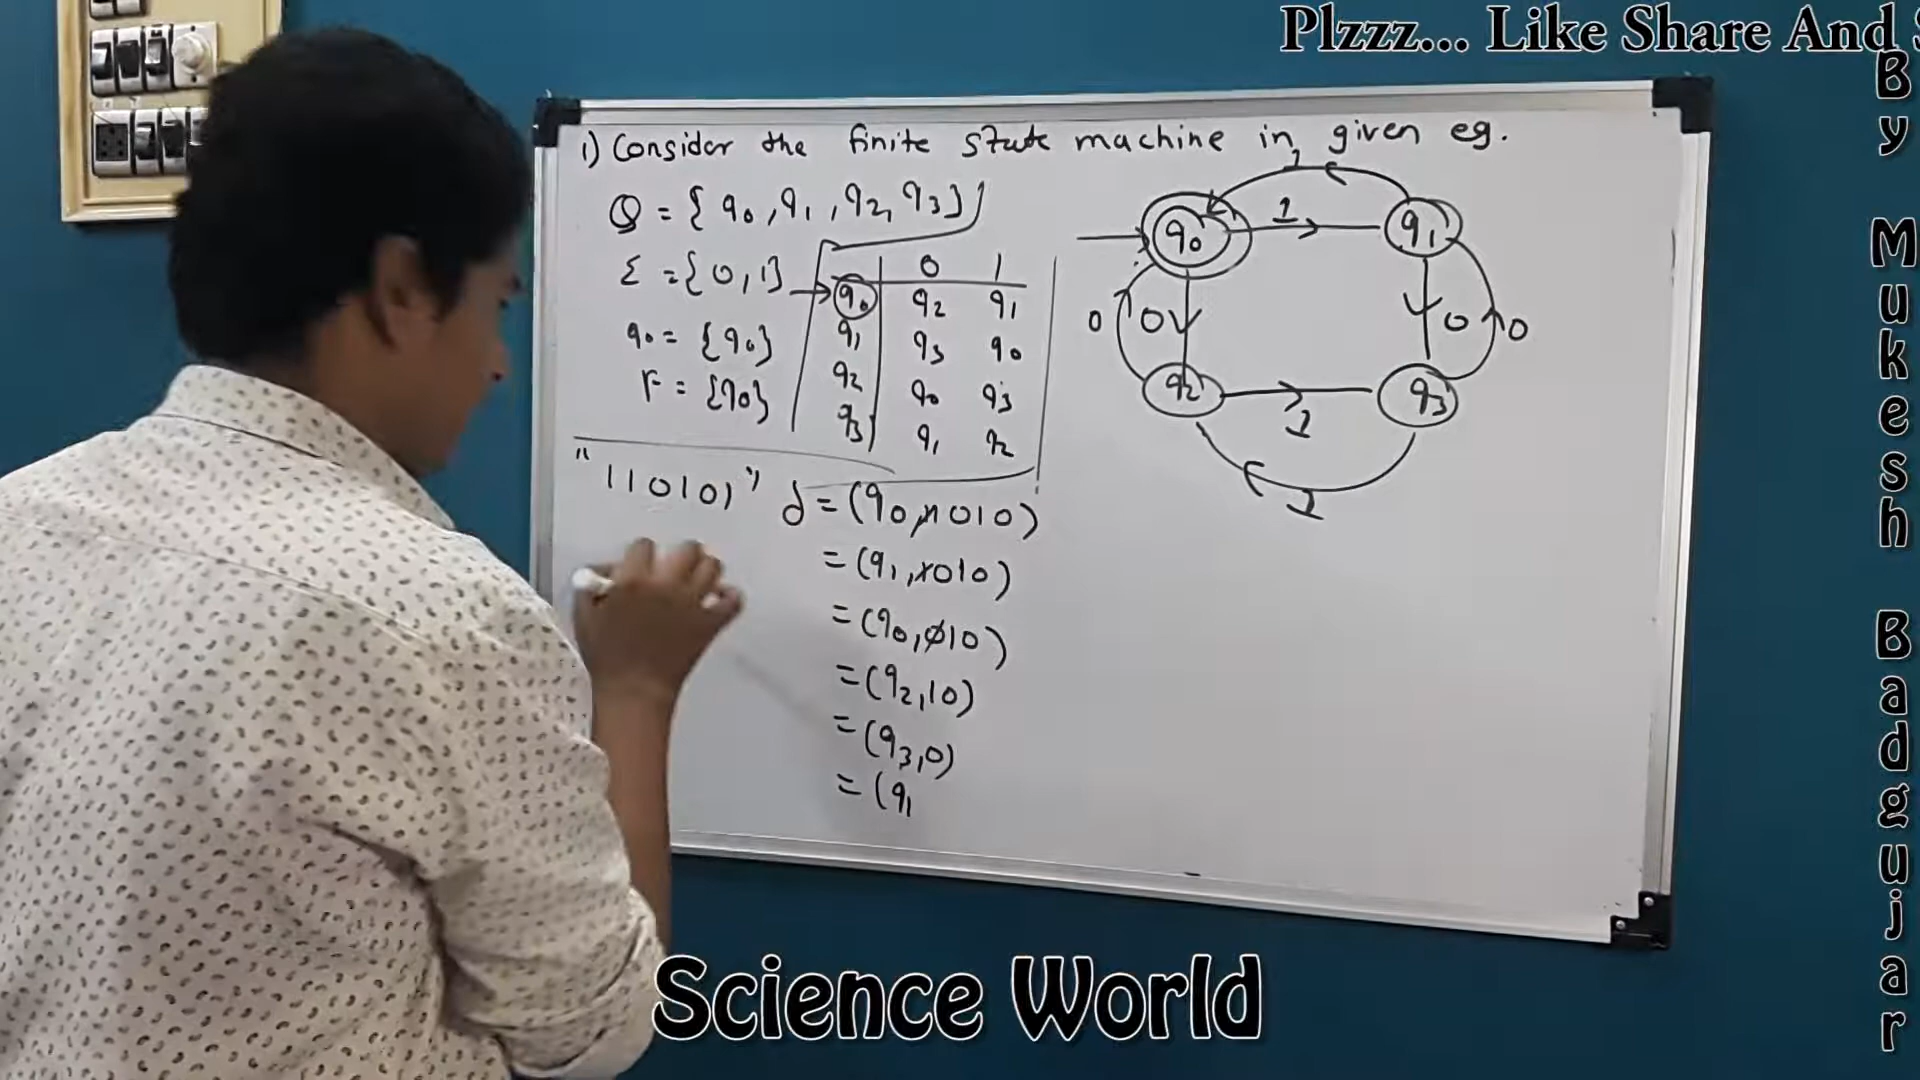 Plzzz... Like Share And S
By Mukesh Badgujar
1) Consider the finite state machine in given eg.
Q = { q0 , q1 , q2, q3 }
Σ = { 0, 1 }
q0 = { q0 }
F = { q0 }
0 1
q0 q2 q1
q1 q3 q0
q2 q0 q3
q3 q1 q2
1
q0 1 q1
0 0 0 0
q2 1 q3
1
"110101" δ = (q0, 11010)
= (q1, 1010)
= (q0, 010)
= (q2, 10)
= (q3, 0)
= (q1
Science World